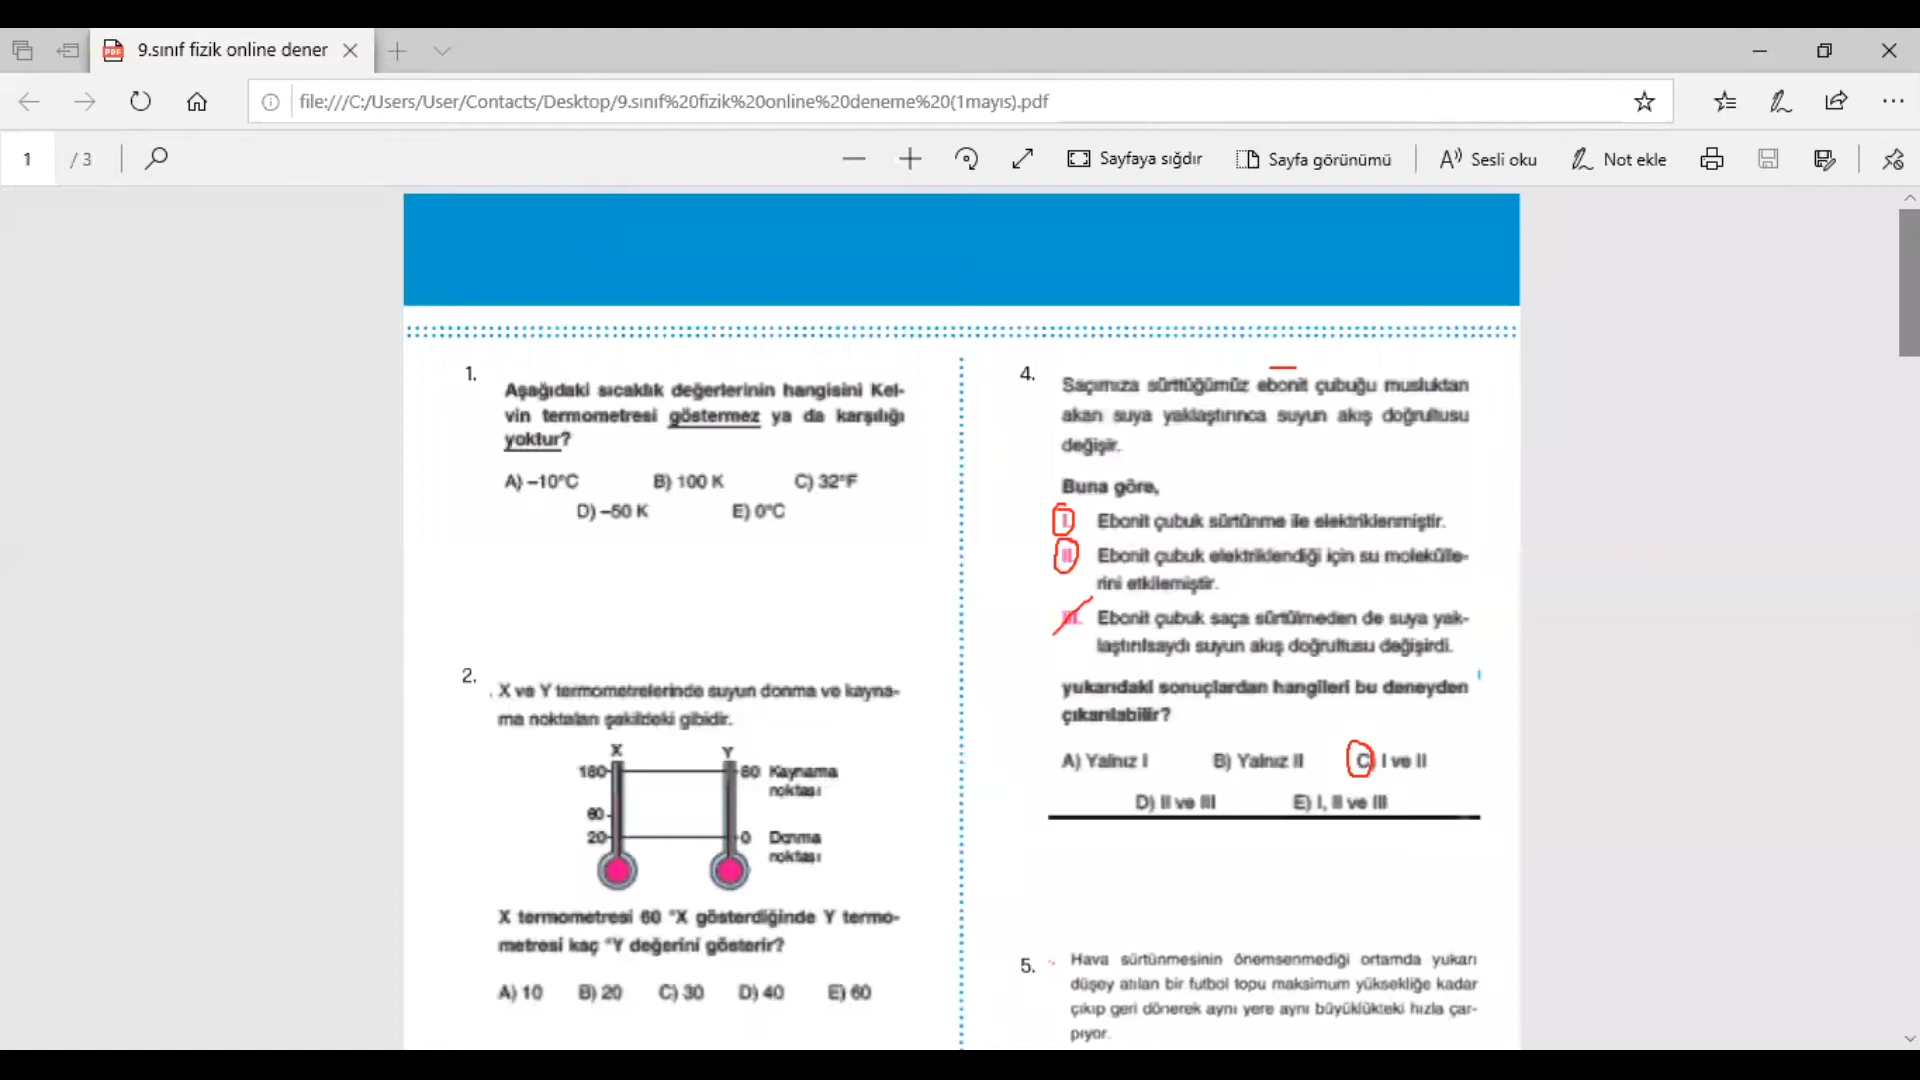 9.sınıf fizik online dener
file:///C:/Users/User/Contacts/Desktop/9.sınıf%20fizik%20online%20deneme%20(1mayıs).pdf
1 / 3
Sayfaya sığdır
Sayfa görünümü
Sesli oku
Not ekle
1.
Aşağıdaki sıcaklık değerlerinin hangisini Kel-
vin termometresi göstermez ya da karşılığı
yoktur?
A) –10°C B) 100 K C) 32°F
D) –50 K E) 0°C
2.
X ve Y termometrelerinde suyun donma ve kayna-
ma noktaları şekildeki gibidir.
X Y
180 80 Kaynama
noktası
60
20 0 Donma
noktası
X termometresi 60 °X gösterdiğinde Y termo-
metresi kaç °Y değerini gösterir?
A) 10 B) 20 C) 30 D) 40 E) 60
4.
Saçımıza sürttüğümüz ebonit çubuğu musluktan
akan suya yaklaştırınca suyun akış doğrultusu
değişir.
Buna göre,
I. Ebonit çubuk sürtünme ile elektriklenmiştir.
II. Ebonit çubuk elektriklendiği için su molekülle-
rini etkilemiştir.
III. Ebonit çubuk saça sürtülmeden de suya yak-
laştırılsaydı suyun akış doğrultusu değişirdi.
yukarıdaki sonuçlardan hangileri bu deneyden
çıkarılabilir?
A) Yalnız I B) Yalnız II C) I ve II
D) II ve III E) I, II ve III
5.
Hava sürtünmesinin önemsenmediği ortamda yukarı
düşey atılan bir futbol topu maksimum yüksekliğe kadar
çıkıp geri dönerek aynı yere aynı büyüklükteki hızla çar-
pıyor.